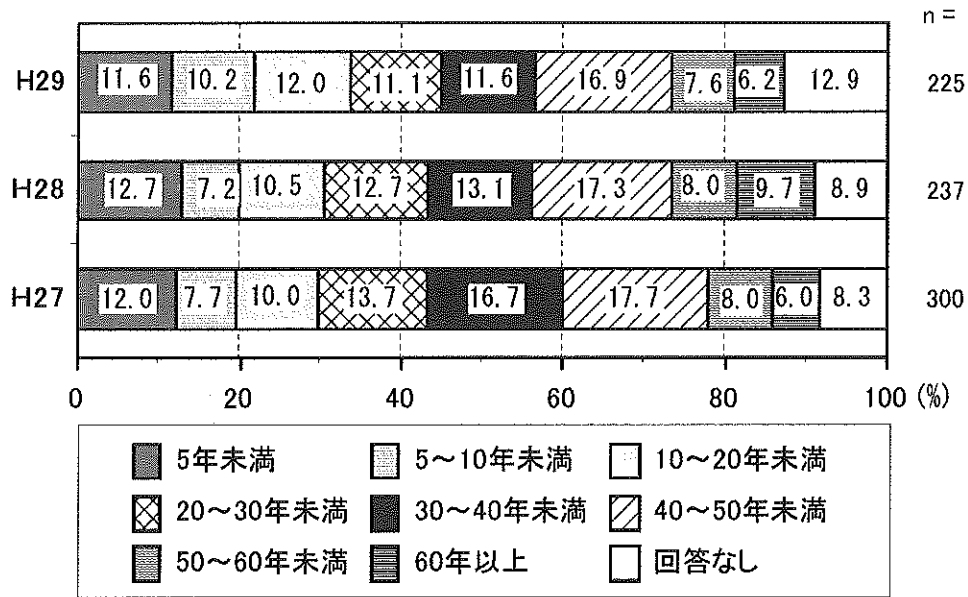 n =
H29 11.6 10.2 12.0 11.1 11.6 16.9 7.6 6.2 12.9 225
H28 12.7 7.2 10.5 12.7 13.1 17.3 8.0 9.7 8.9 237
H27 12.0 7.7 10.0 13.7 16.7 17.7 8.0 6.0 8.3 300
0 20 40 60 80 100 (%)
5年未満 5～10年未満 10～20年未満
20～30年未満 30～40年未満 40～50年未満
50～60年未満 60年以上 回答なし